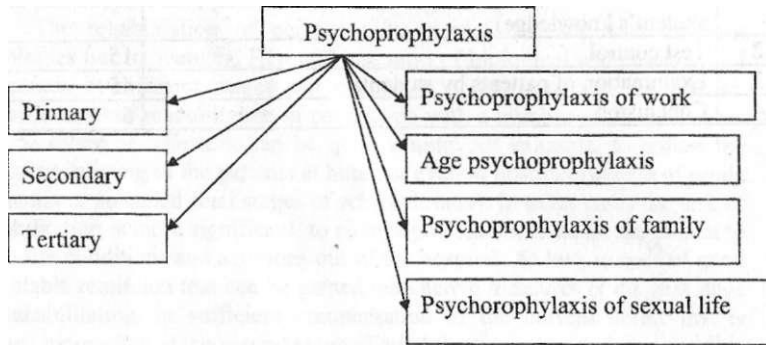 Psychoprophylaxis
Primary
Secondary
Tertiary
Psychoprophylaxis of work
Age psychoprophylaxis
Psychoprophylaxis of family
Psychorophylaxis of sexual life